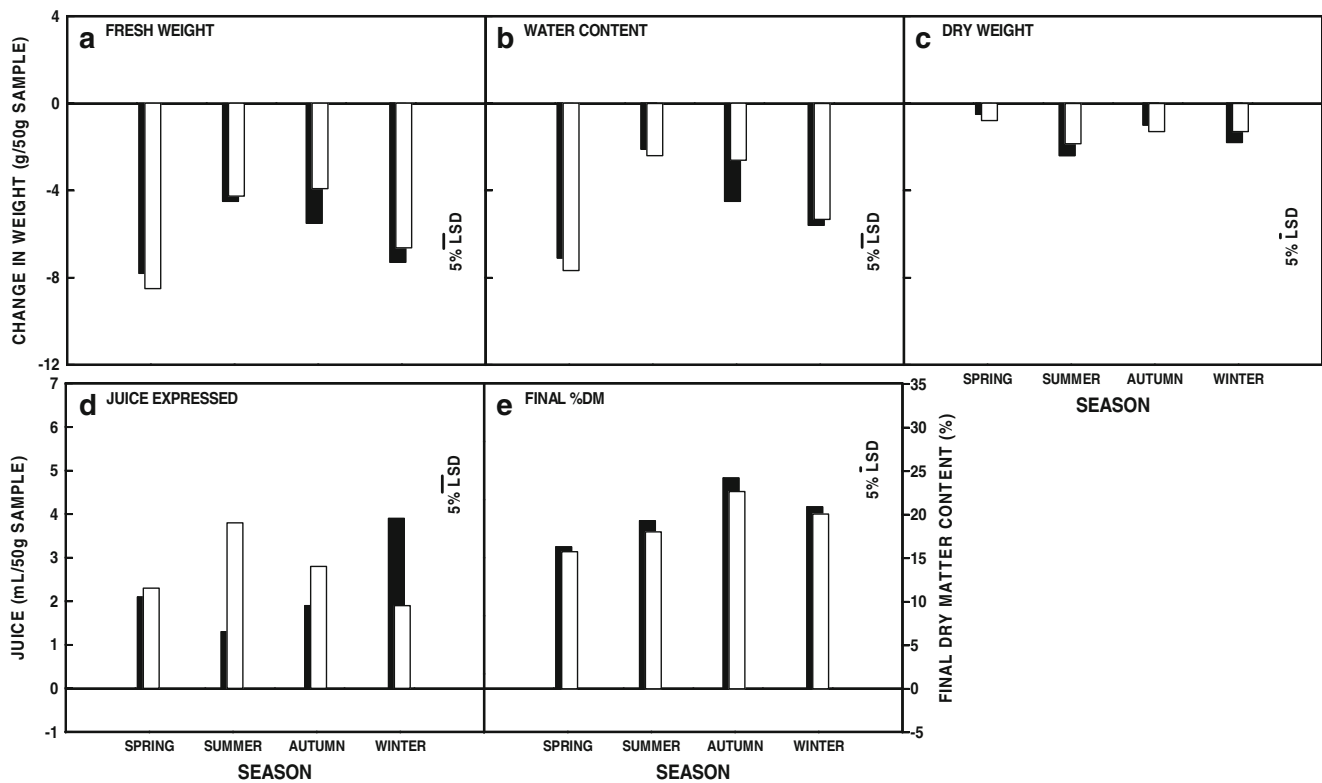 a FRESH WEIGHT
b WATER CONTENT
c DRY WEIGHT
CHANGE IN WEIGHT (g/50g SAMPLE)
4
0
-4
-8
-12
5% LSD
5% LSD
5% LSD
SPRING SUMMER AUTUMN WINTER
SEASON
d JUICE EXPRESSED
e FINAL %DM
JUICE (mL/50g SAMPLE)
7
6
5
4
3
2
1
0
-1
5% LSD
5% LSD
35
30
25
20
15
10
5
0
-5
FINAL DRY MATTER CONTENT (%)
SPRING SUMMER AUTUMN WINTER
SEASON
SPRING SUMMER AUTUMN WINTER
SEASON